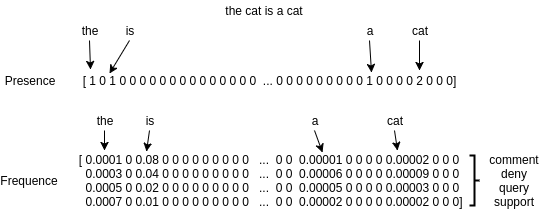 the cat is a cat
the is a cat
Presence [ 1 0 1 0 0 0 0 0 0 0 0 0 0 0 0 0 0 ... 0 0 0 0 0 0 0 0 0 1 0 0 0 0 2 0 0 0]
the is a cat
[ 0.0001 0 0.08 0 0 0 0 0 0 0 0 0 ... 0 0 0.00001 0 0 0 0 0.00002 0 0 0 comment
0.0003 0 0.04 0 0 0 0 0 0 0 0 0 ... 0 0 0.00006 0 0 0 0 0.00009 0 0 0 deny
Frequence 0.0005 0 0.02 0 0 0 0 0 0 0 0 0 ... 0 0 0.00005 0 0 0 0 0.00003 0 0 0 query
0.0007 0 0.01 0 0 0 0 0 0 0 0 0 ... 0 0 0.00002 0 0 0 0 0.00002 0 0 0] support